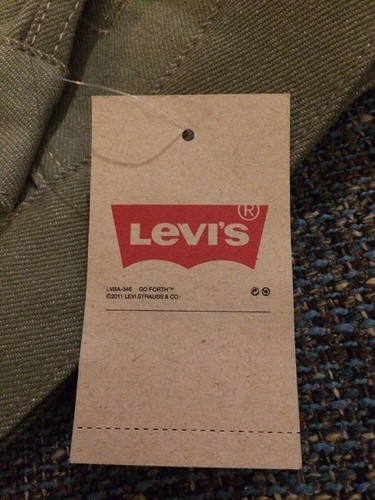 LEVI'S®
LVBA-346 GO FORTH™
©2011 LEVI STRAUSS & CO